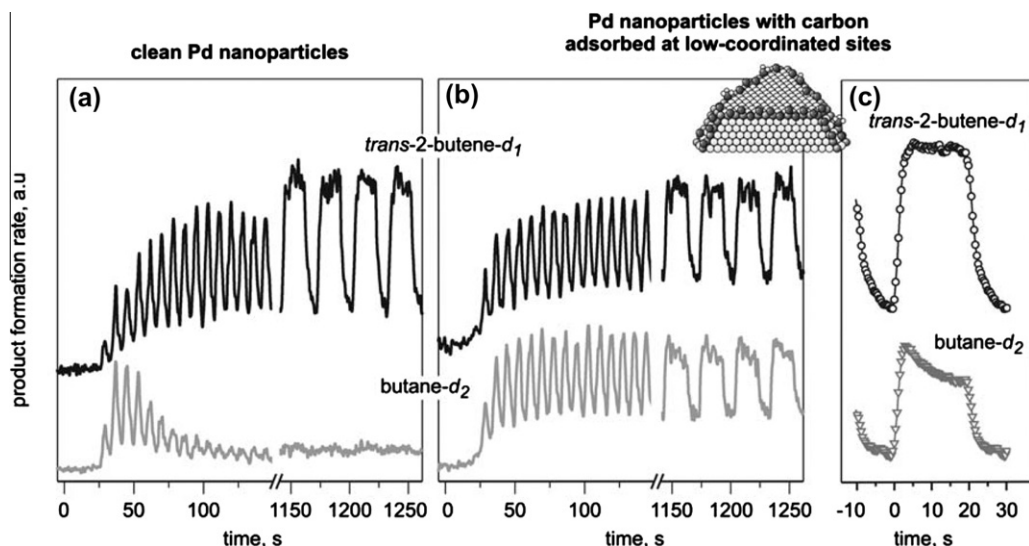 clean Pd nanoparticles
Pd nanoparticles with carbon
adsorbed at low-coordinated sites
(a)
(b)
(c)
trans-2-butene-d1
trans-2-butene-d1
butane-d2
butane-d2
product formation rate, a.u
0 50 100 1150 1200 1250
0 50 100 1150 1200 1250
-10 0 10 20 30
time, s
time, s
time, s